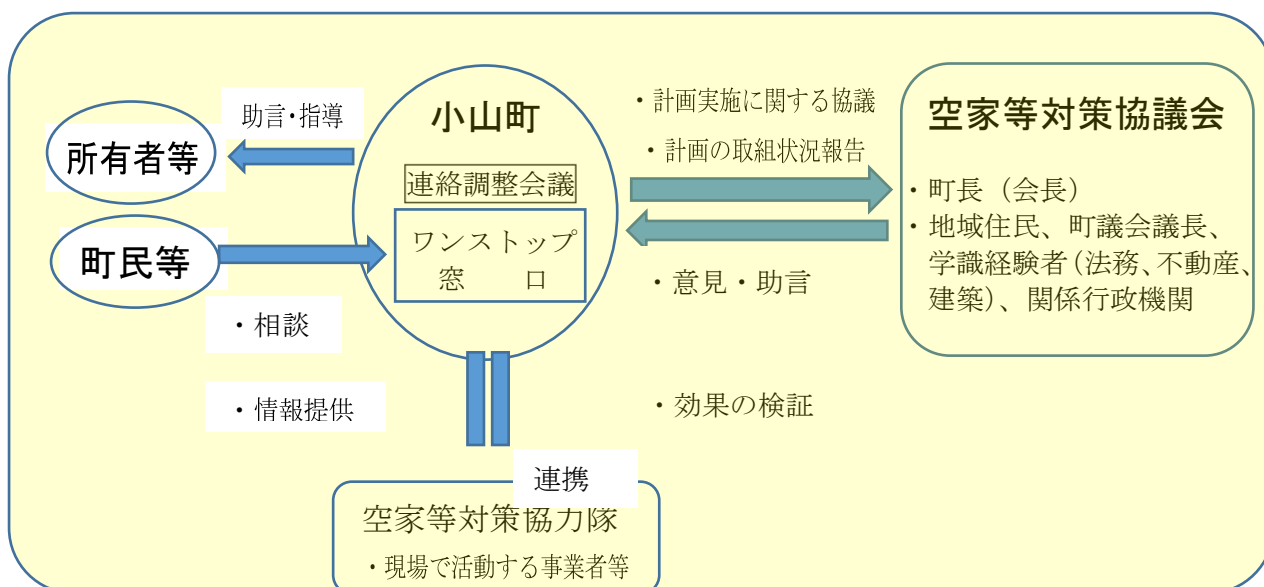 助言・指導
所有者等
町民等
・相談
・情報提供
小山町
連絡調整会議
ワンストップ
窓　　口
・計画実施に関する協議
・計画の取組状況報告
・意見・助言
・効果の検証
空家等対策協議会
・町長（会長）
・地域住民、町議会議長、
学識経験者（法務、不動産、
建築）、関係行政機関
連携
空家等対策協力隊
・現場で活動する事業者等